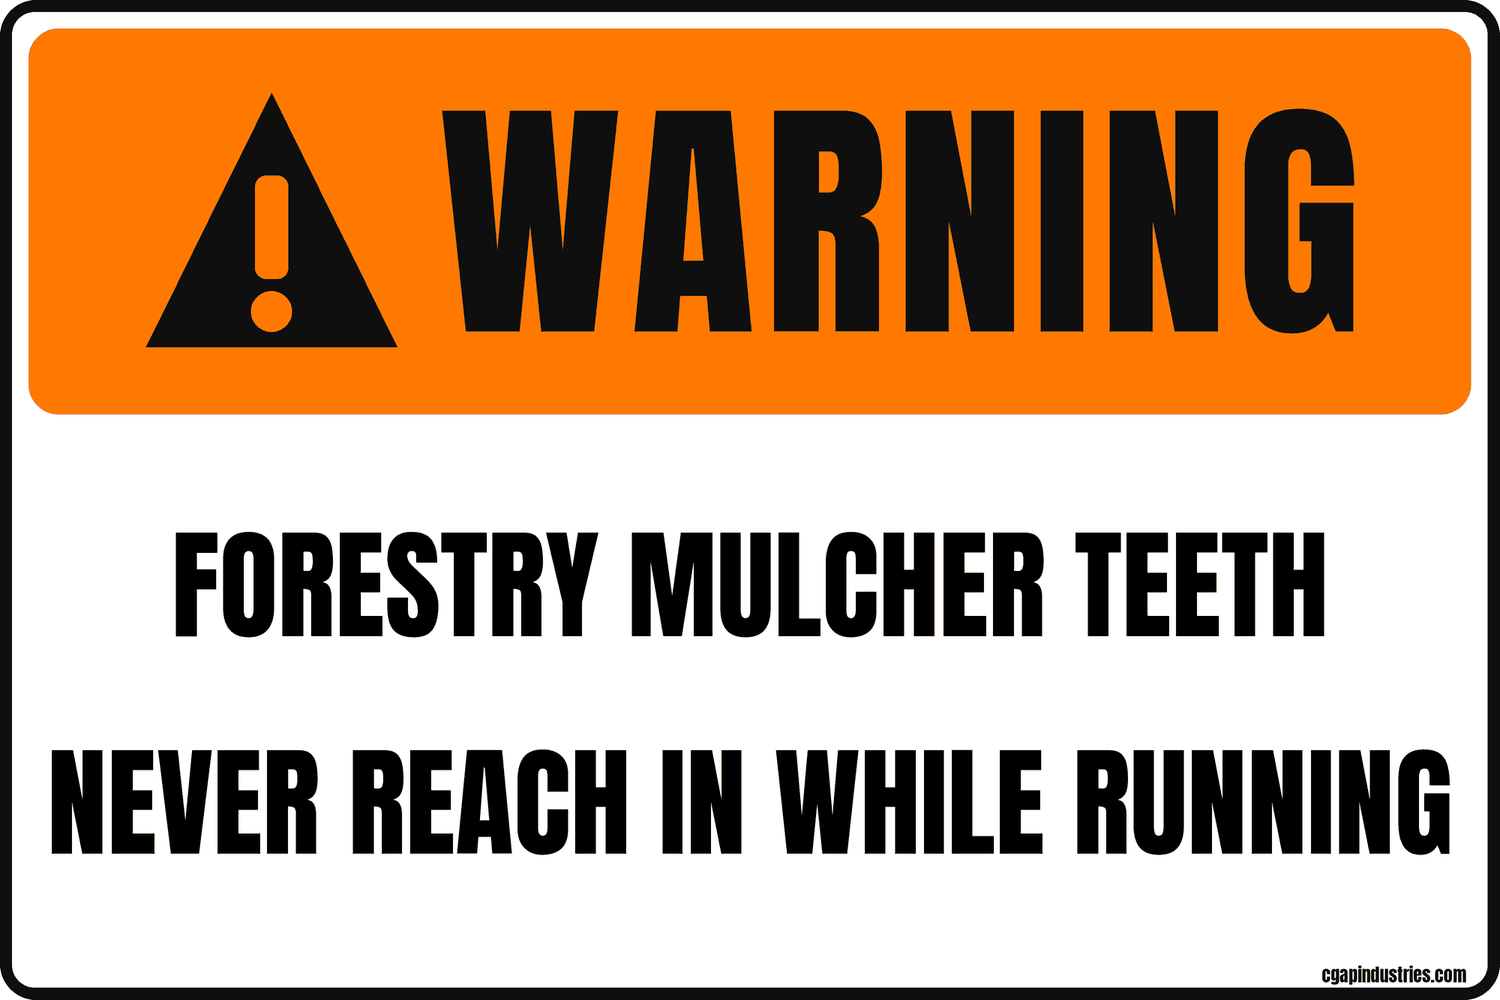 WARNING
FORESTRY MULCHER TEETH
NEVER REACH IN WHILE RUNNING
cgapindustries.com